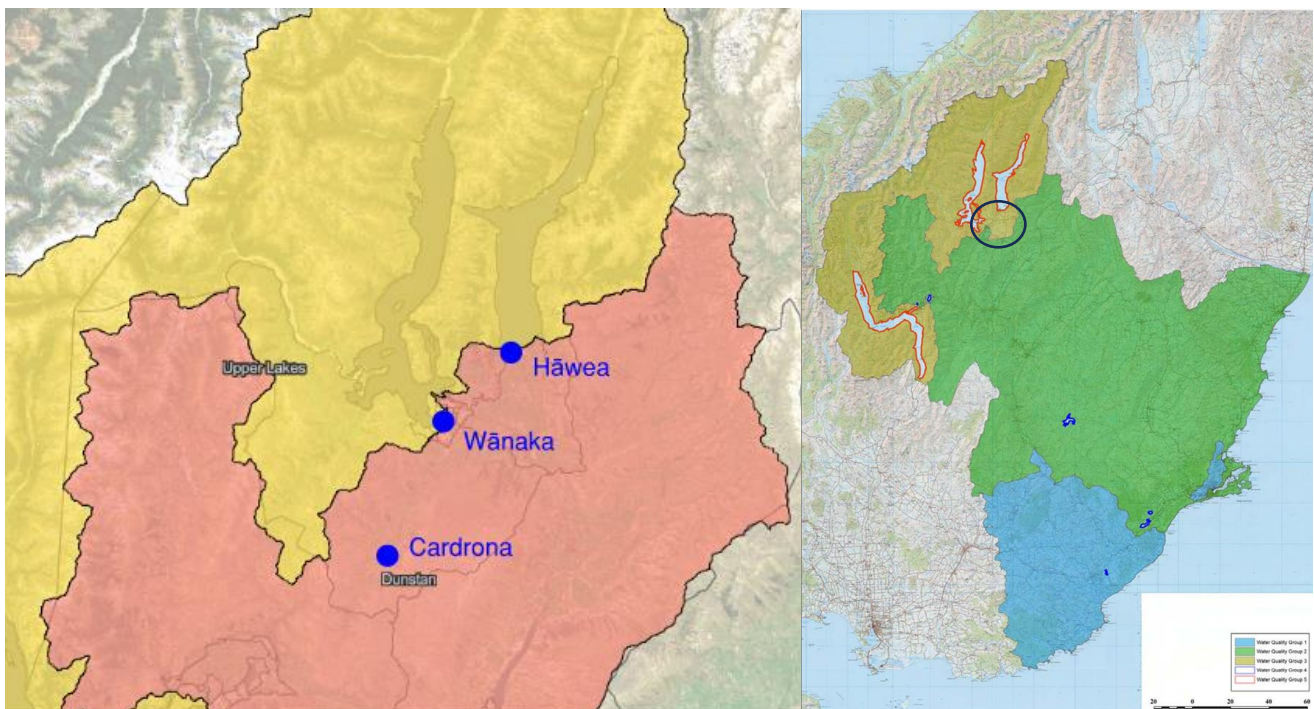 Upper Lakes
Hāwea
Wānaka
Cardrona
Dunstan
Water Quality Group 1
Water Quality Group 2
Water Quality Group 3
Water Quality Group 4
Water Quality Group 5
20 0 20 40 60